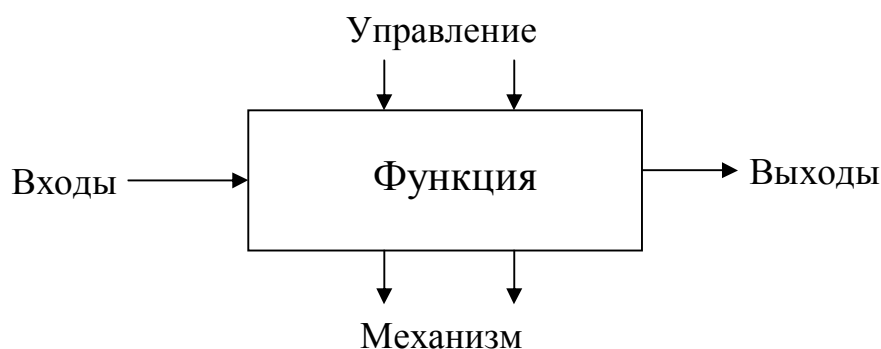 Управление
Входы
Функция
Выходы
Механизм